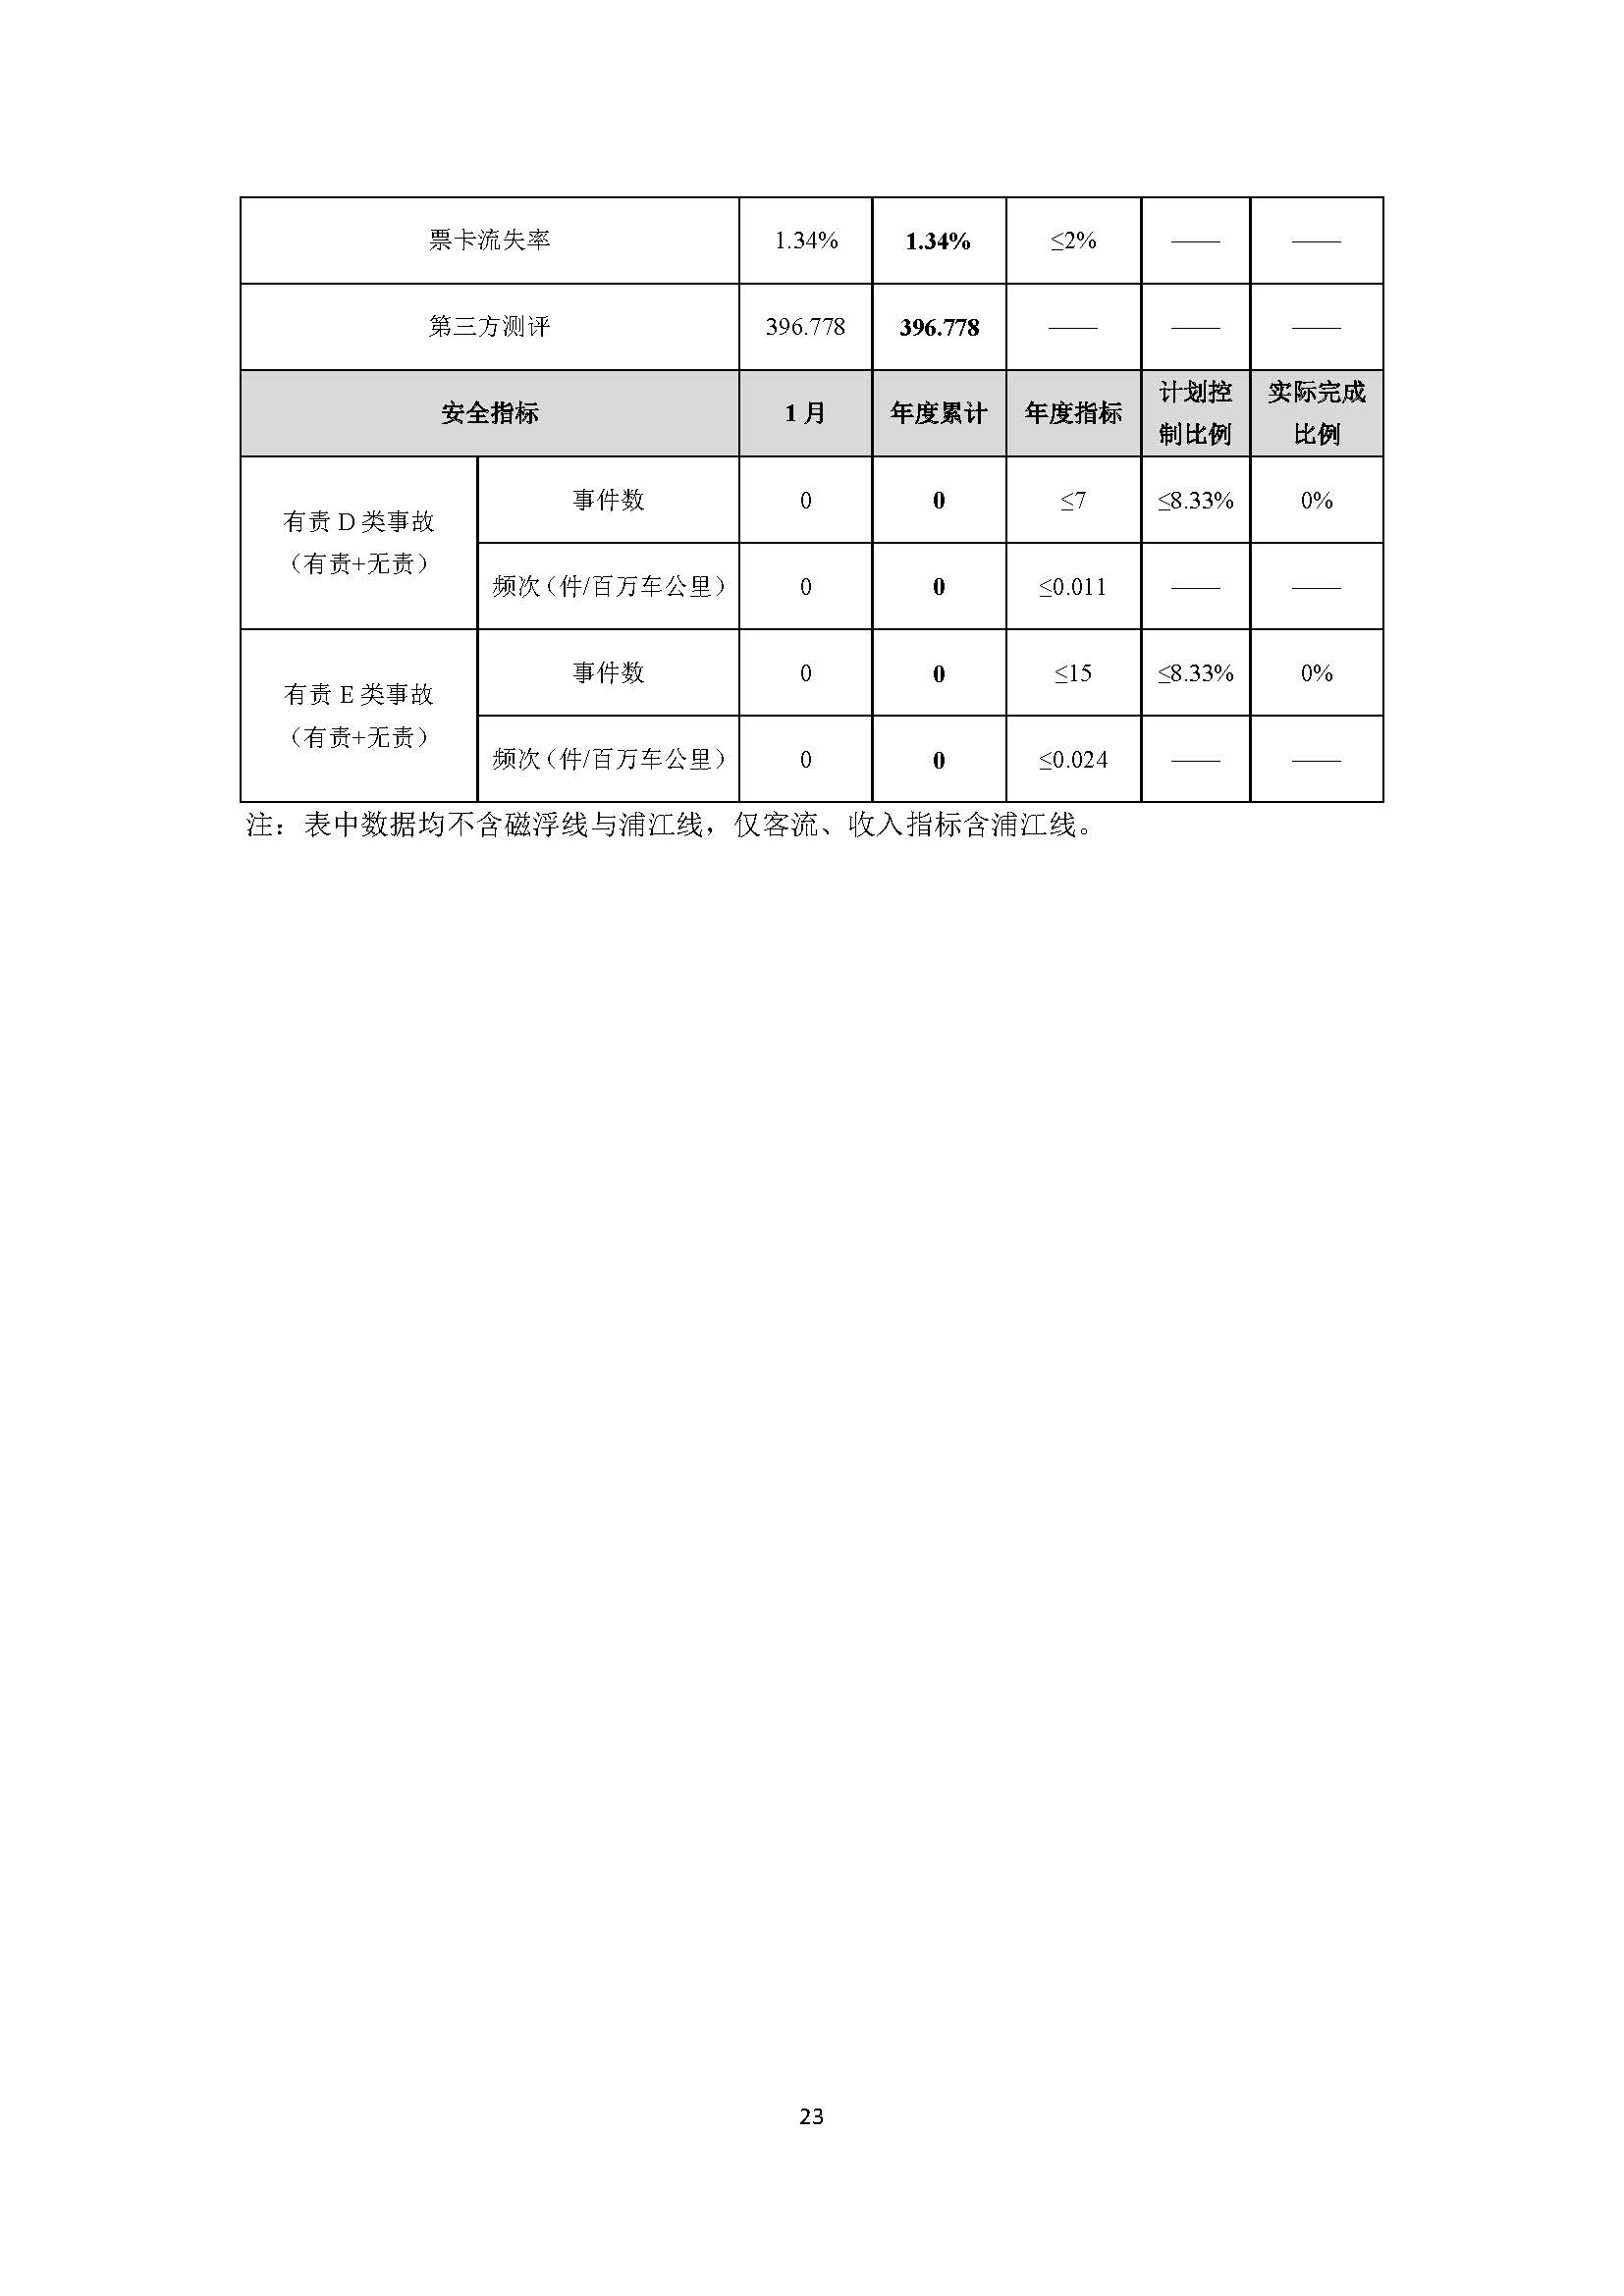 票卡流失率 1.34% 1.34% ≤2% —— ——
第三方测评 396.778 396.778 —— —— ——
安全指标 1 月 年度累计 年度指标 计划控制比例 实际完成比例
有责 D 类事故
（有责+无责）
事件数 0 0 ≤7 ≤8.33% 0%
频次（件/百万车公里） 0 0 ≤0.011 —— ——
有责 E 类事故
（有责+无责）
事件数 0 0 ≤15 ≤8.33% 0%
频次（件/百万车公里） 0 0 ≤0.024 —— ——
注：表中数据均不含磁浮线与浦江线，仅客流、收入指标含浦江线。
23